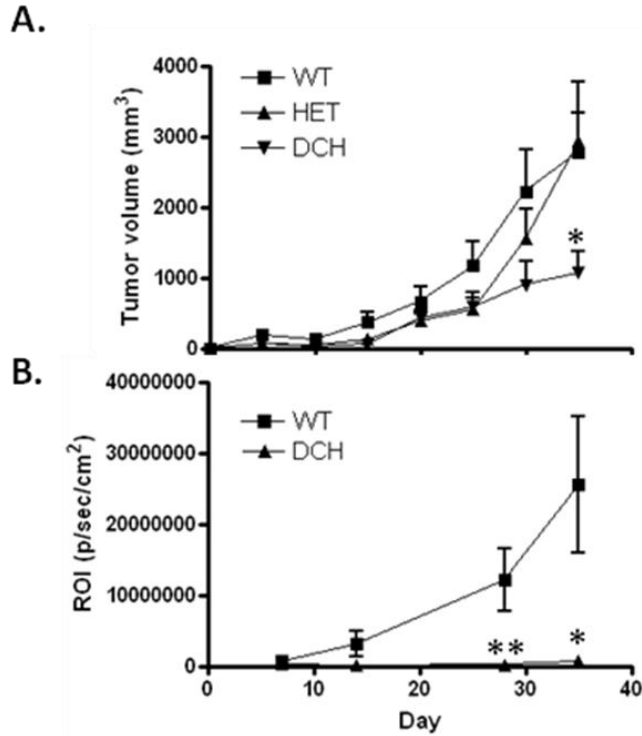 A.
Tumor volume (mm³)
4000
3000
2000
1000
0
WT
HET
DCH
*
B.
ROI (p/sec/cm²)
40000000
30000000
20000000
10000000
0
WT
DCH
**
*
0 10 20 30 40
Day